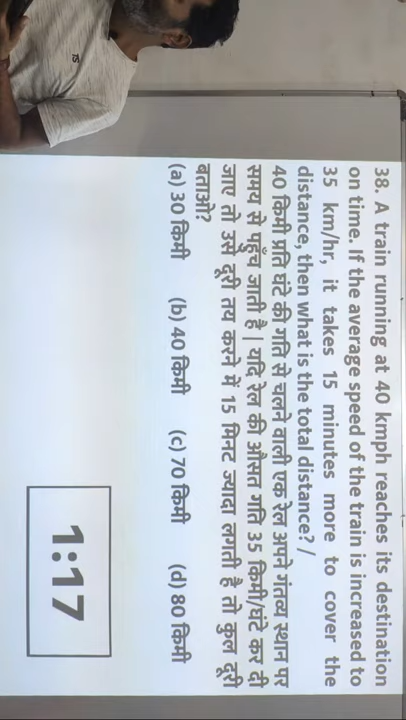 38. A train running at 40 kmph reaches its destination
on time. If the average speed of the train is increased to
35 km/hr, it takes 15 minutes more to cover the
distance, then what is the total distance? /
40 किमी प्रति घंटे की गति से चलने वाली एक रेल अपने गंतव्य स्थान पर
समय से पहुँच जाती है | यदि रेल की औसत गति 35 किमी/घंटे कर दी
जाए तो उसे दूरी तय करने में 15 मिनट ज्यादा लगती है तो कुल दूरी
बताओ?
(a) 30 किमी (b) 40 किमी (c) 70 किमी (d) 80 किमी
1:17